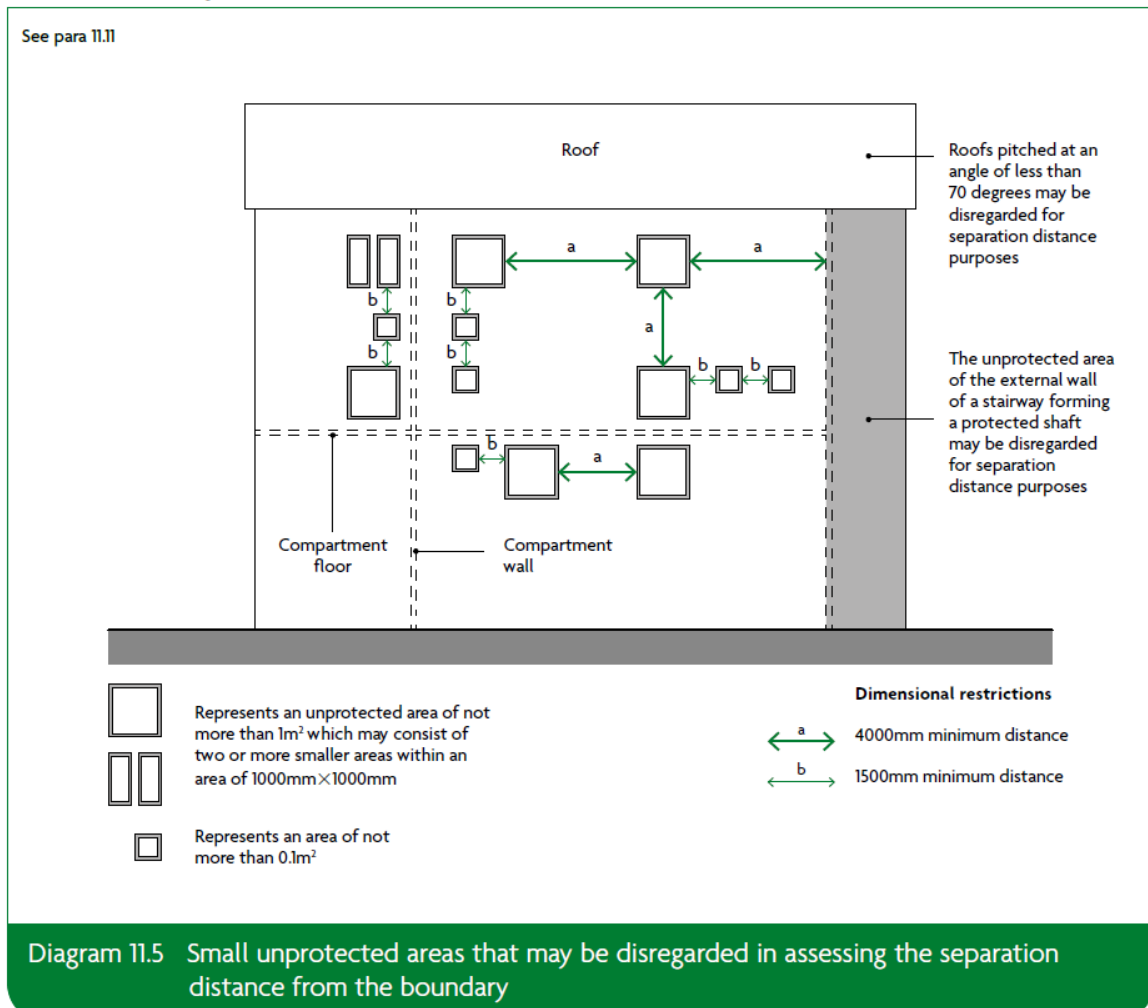 See para 11.11
Roof
Roofs pitched at an
angle of less than
70 degrees may be
disregarded for
separation distance
purposes
a
a
b
b
a
b
b
b
b
The unprotected area
of the external wall
of a stairway forming
a protected shaft
may be disregarded
for separation
distance purposes
b
a
Compartment
floor
Compartment
wall
Represents an unprotected area of not
more than 1m² which may consist of
two or more smaller areas within an
area of 1000mm×1000mm
Represents an area of not
more than 0.1m²
Dimensional restrictions
a
4000mm minimum distance
b
1500mm minimum distance
Diagram 11.5 Small unprotected areas that may be disregarded in assessing the separation
distance from the boundary